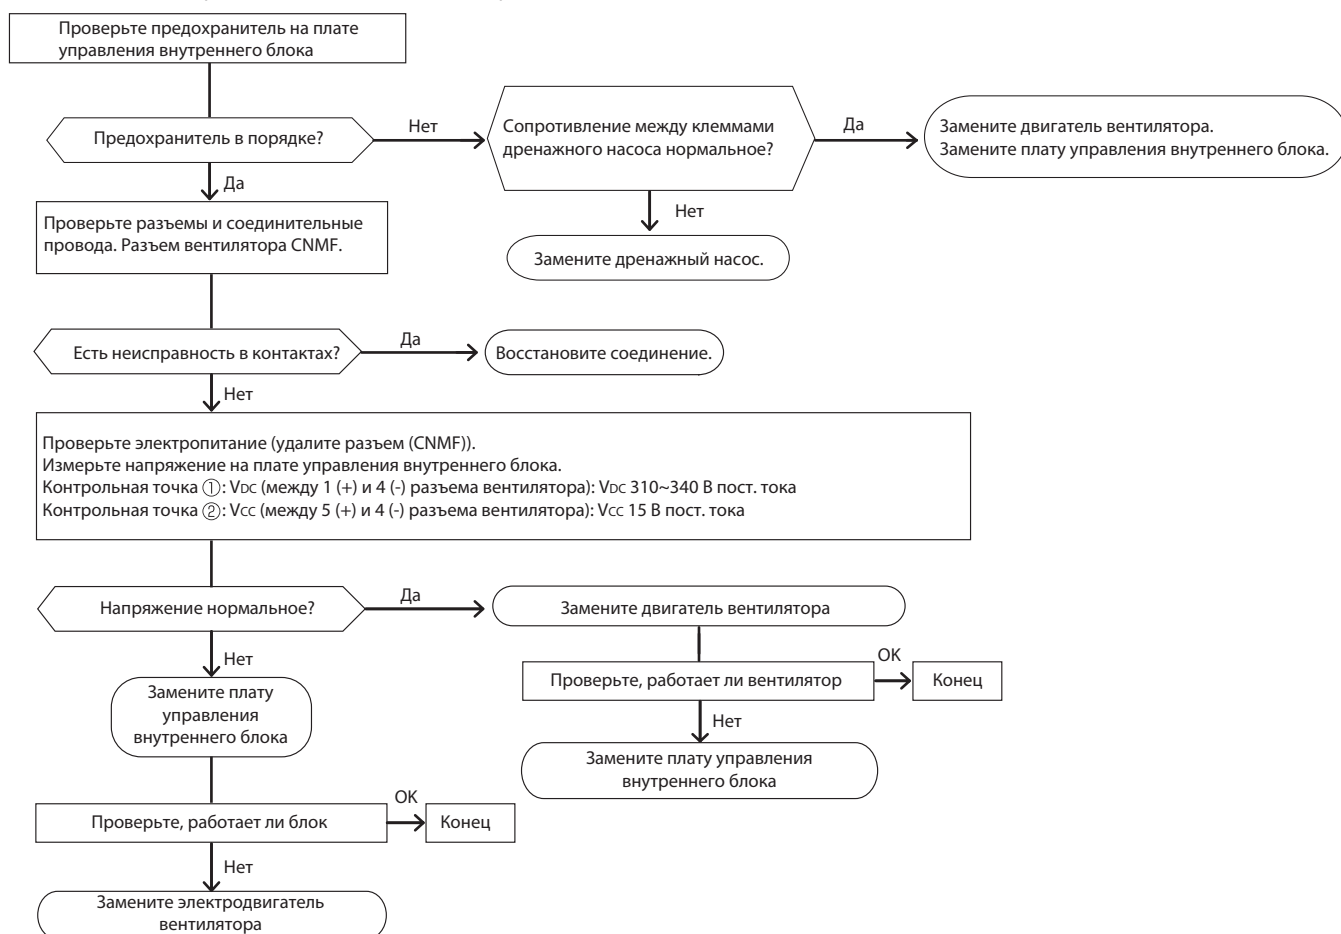 Проверьте предохранитель на плате
управления внутреннего блока
Предохранитель в порядке?
Нет
Сопротивление между клеммами
дренажного насоса нормальное?
Да
Замените двигатель вентилятора.
Замените плату управления внутреннего блока.
Да
Нет
Проверьте разъемы и соединительные
провода. Разъем вентилятора CNMF.
Замените дренажный насос.
Есть неисправность в контактах?
Да
Восстановите соединение.
Нет
Проверьте электропитание (удалите разъем (CNMF)).
Измерьте напряжение на плате управления внутреннего блока.
Контрольная точка ①: VDC (между 1 (+) и 4 (-) разъема вентилятора): VDC 310~340 В пост. тока
Контрольная точка ②: Vcc (между 5 (+) и 4 (-) разъема вентилятора): Vcc 15 В пост. тока
Напряжение нормальное?
Да
Замените двигатель вентилятора
Нет
Проверьте, работает ли вентилятор
OK
Конец
Замените плату
управления
внутреннего блока
Нет
Замените плату управления
внутреннего блока
Проверьте, работает ли блок
OK
Конец
Нет
Замените электродвигатель
вентилятора